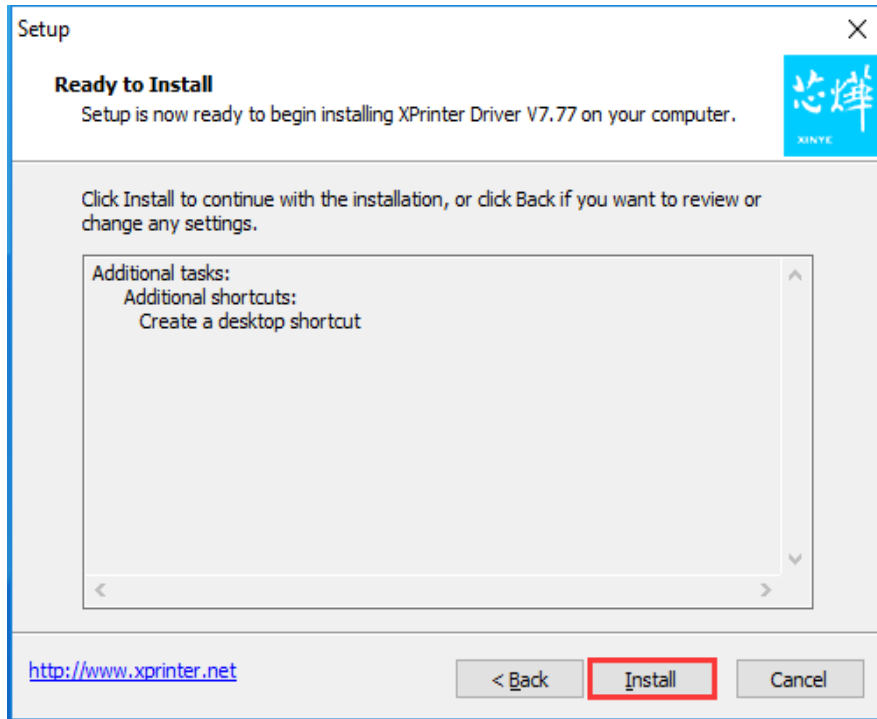 Setup
Ready to Install
Setup is now ready to begin installing XPrinter Driver V7.77 on your computer.
芯烨
XINYE
Click Install to continue with the installation, or click Back if you want to review or
change any settings.
Additional tasks:
Additional shortcuts:
Create a desktop shortcut
http://www.xprinter.net
< Back
Install
Cancel